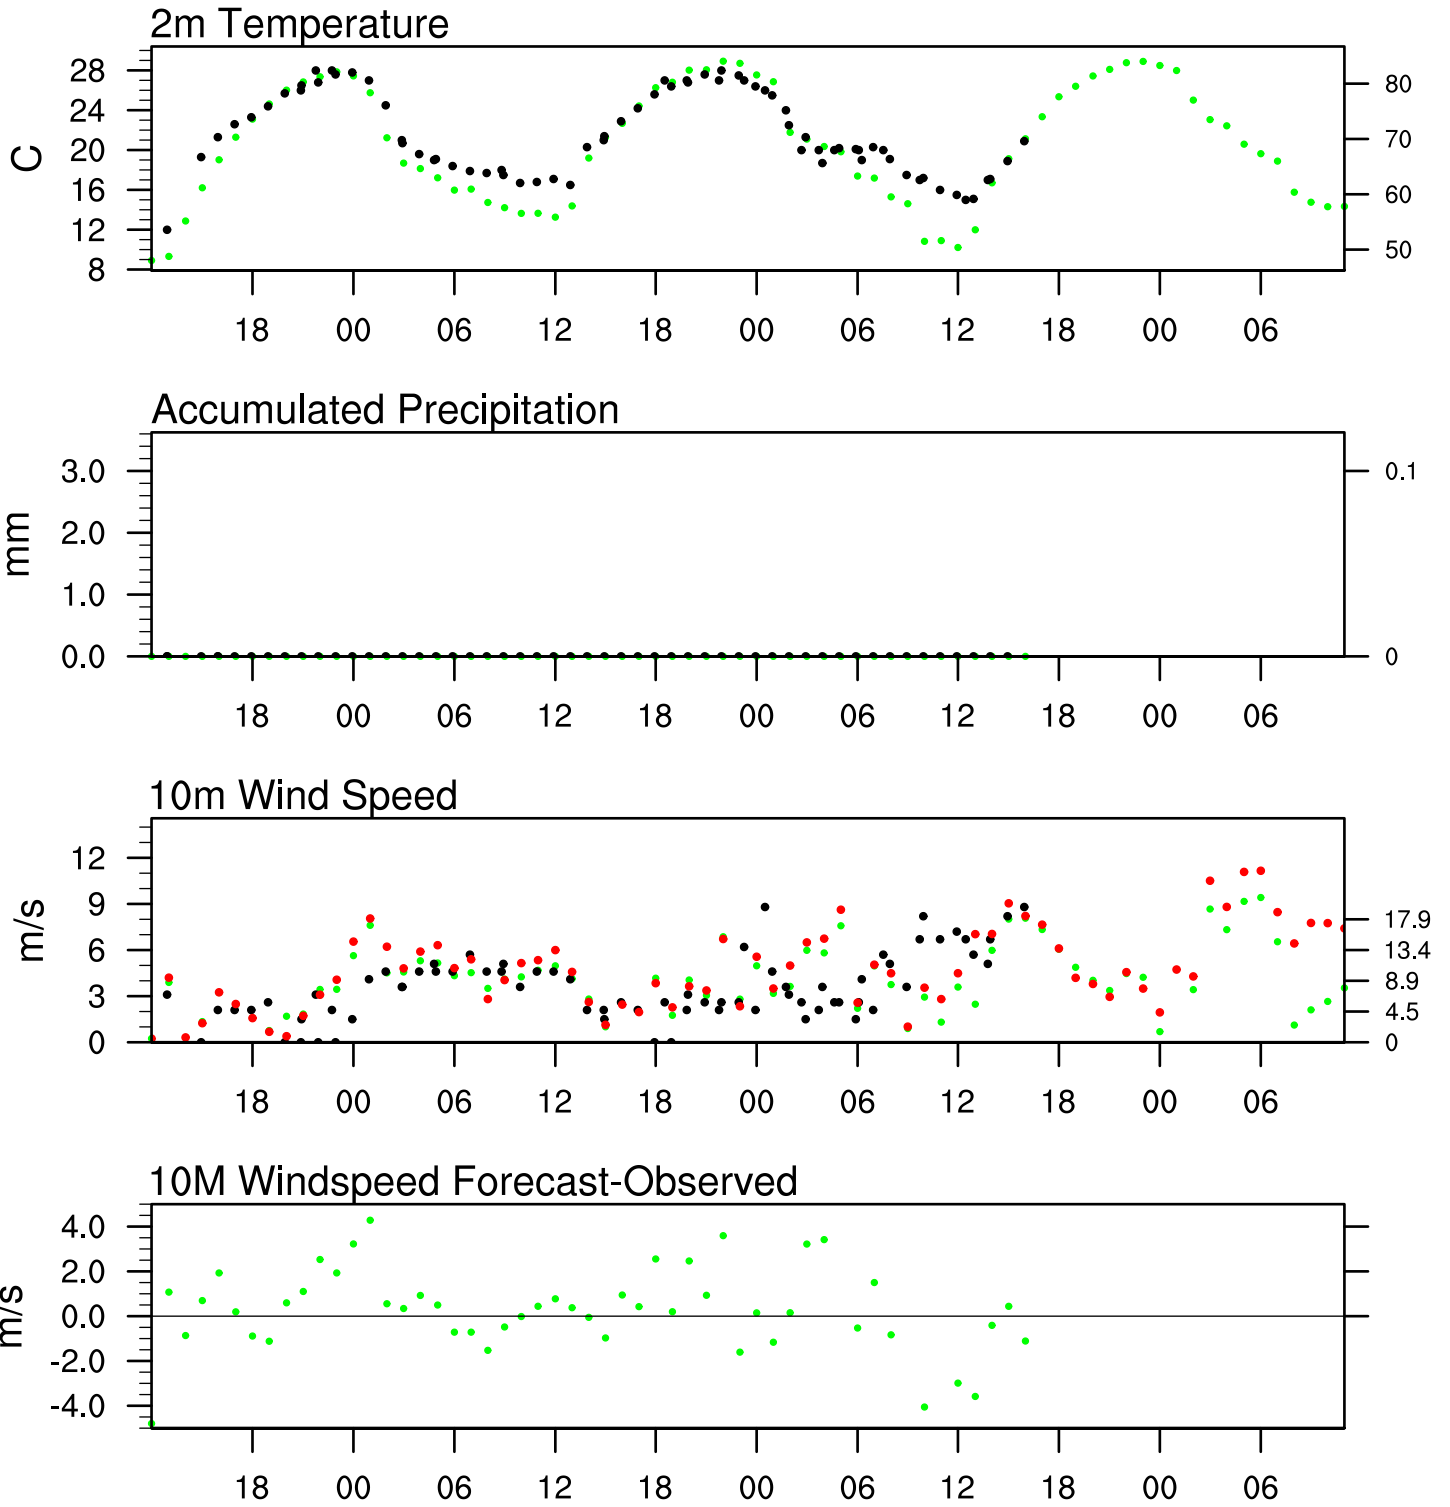 2m Temperature
C
28
24
20
16
12
8
80
70
60
50
18 00 06 12 18 00 06 12 18 00 06
Accumulated Precipitation
mm
3.0
2.0
1.0
0.0
0.1
0
18 00 06 12 18 00 06 12 18 00 06
10m Wind Speed
m/s
12
9
6
3
0
17.9
13.4
8.9
4.5
0
18 00 06 12 18 00 06 12 18 00 06
10M Windspeed Forecast-Observed
m/s
4.0
2.0
0.0
-2.0
-4.0
18 00 06 12 18 00 06 12 18 00 06